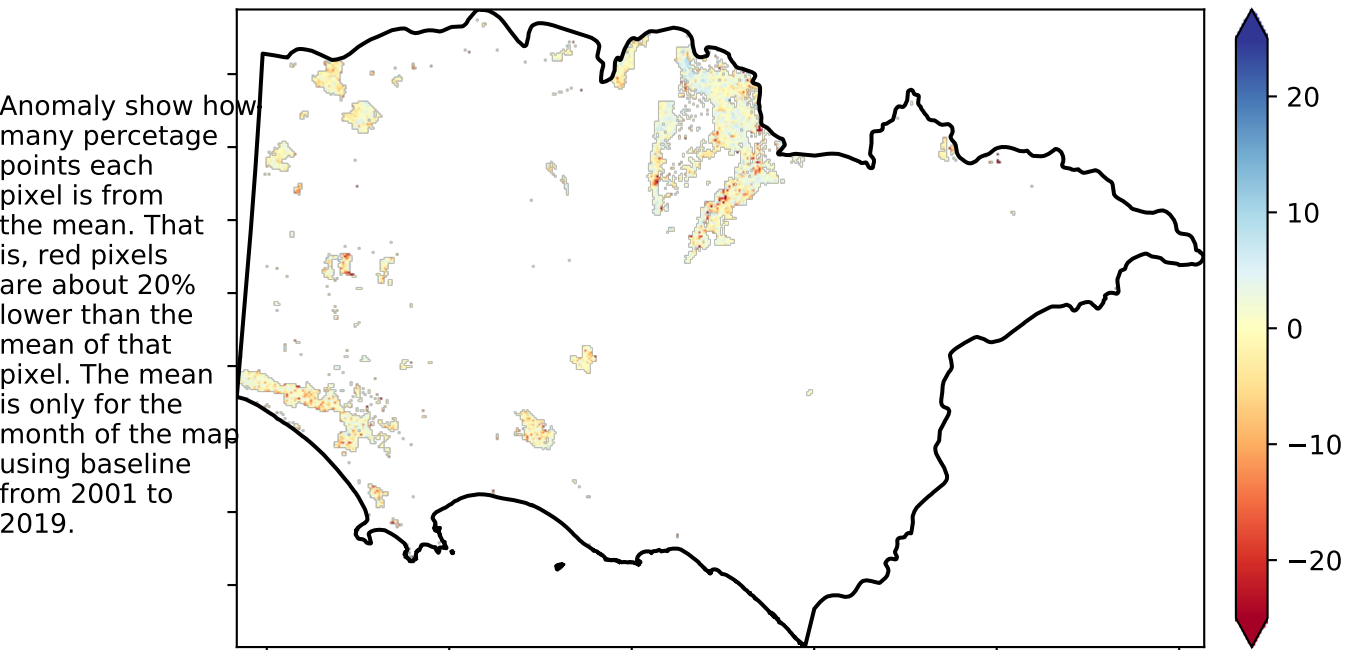 Anomaly show how
many percetage
points each
pixel is from
the mean. That
is, red pixels
are about 20%
lower than the
mean of that
pixel. The mean
is only for the
month of the map
using baseline
from 2001 to
2019.
20
10
0
−10
−20